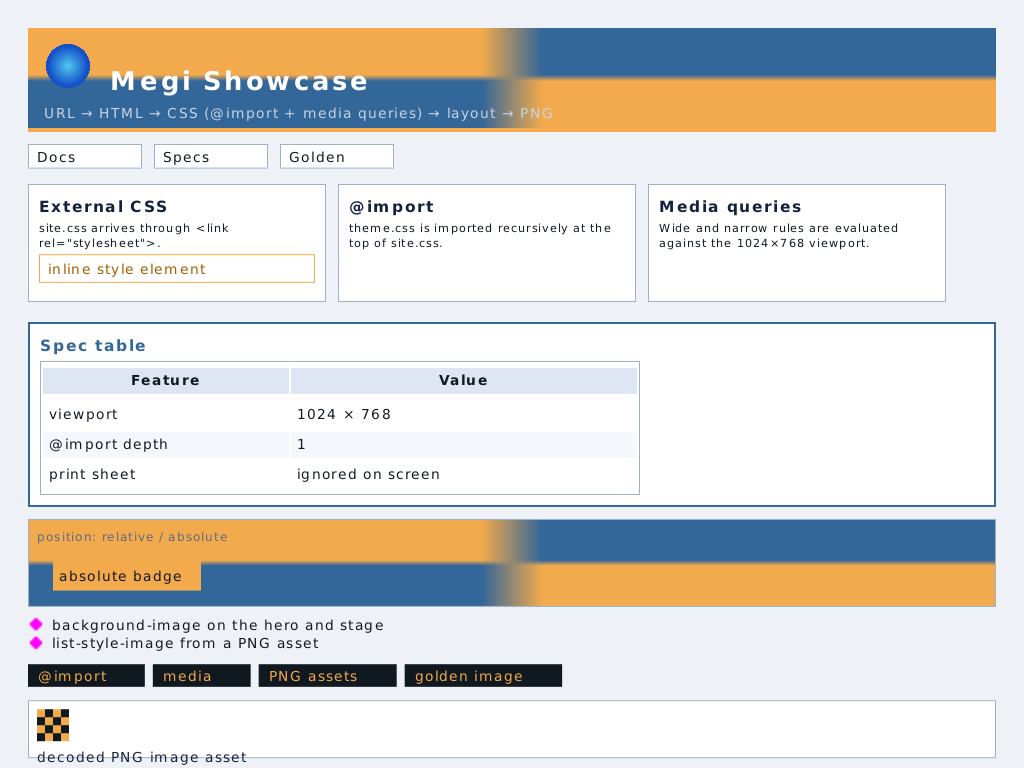 Megi Showcase
URL → HTML → CSS (@import + media queries) → layout → PNG
Docs
Specs
Golden
External CSS
site.css arrives through <link
rel="stylesheet">.
inline style element
@import
theme.css is imported recursively at the
top of site.css.
Media queries
Wide and narrow rules are evaluated
against the 1024×768 viewport.
Spec table
Feature Value
viewport 1024 × 768
@import depth 1
print sheet ignored on screen
position: relative / absolute
absolute badge
background-image on the hero and stage
list-style-image from a PNG asset
@import
media
PNG assets
golden image
decoded PNG image asset